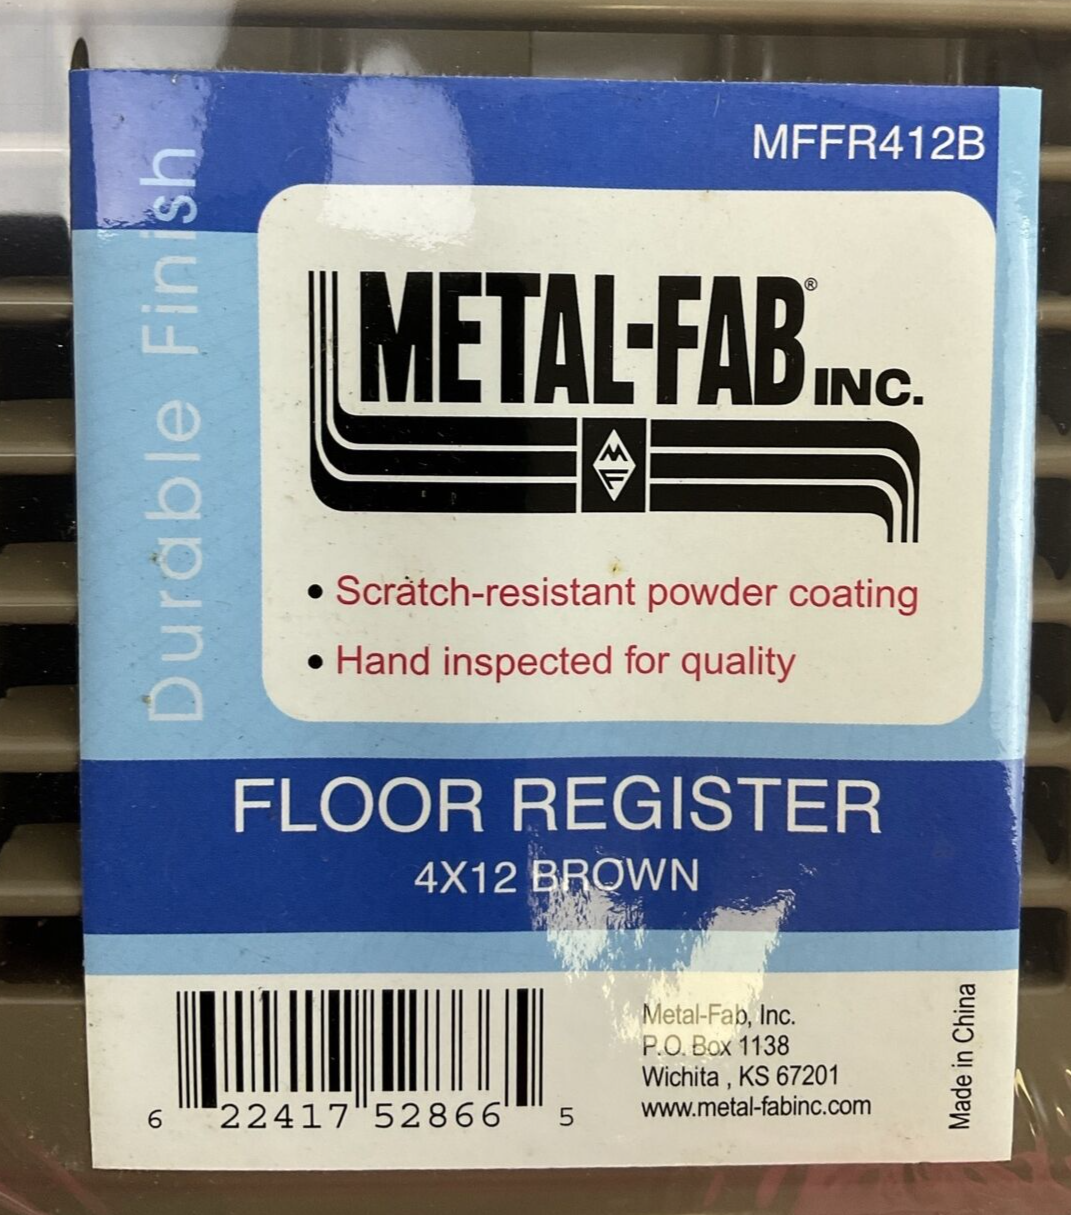 MFFR412B
Durable Finish
METAL-FAB® INC.
MF
• Scratch-resistant powder coating
• Hand inspected for quality
FLOOR REGISTER
4X12 BROWN
6 22417 52866 5
Metal-Fab, Inc.
P.O. Box 1138
Wichita , KS 67201
www.metal-fabinc.com
Made in China